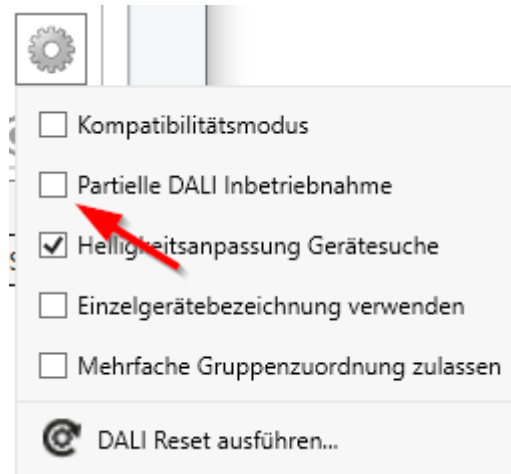 Kompatibilitätsmodus
Partielle DALI Inbetriebnahme
Helligkeitsanpassung Gerätesuche
Einzelgerätebezeichnung verwenden
Mehrfache Gruppenzuordnung zulassen
DALI Reset ausführen...